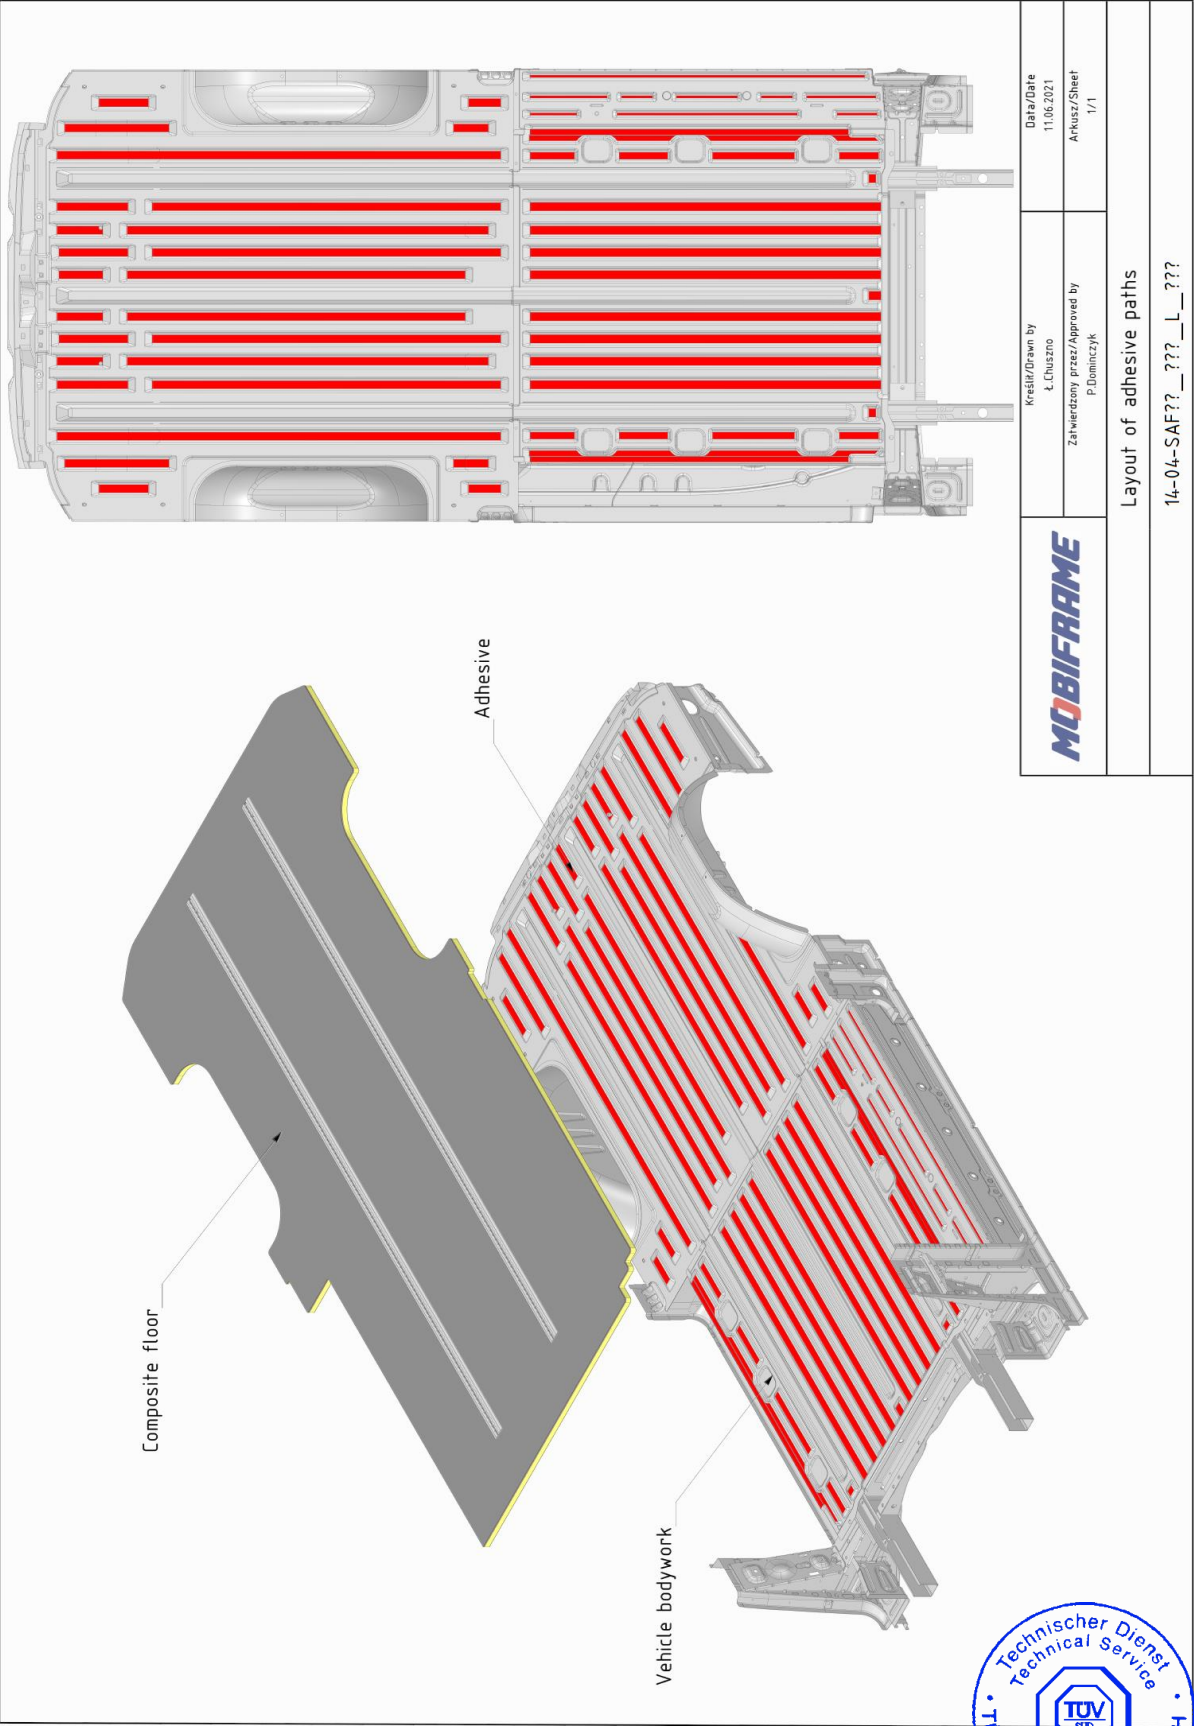 Composite floor
Adhesive
Vehicle bodywork
MOBIFRAME
Kreślił/Drawn by
Ł.Chuszno
Data/Date
11.06.2021
Zatwierdzony przez/Approved by
P.Dominczyk
Arkusz/Sheet
1/1
Layout of adhesive paths
14-04-SAF??_???_L_???
Technischer Dienst
Technical Service
TÜV